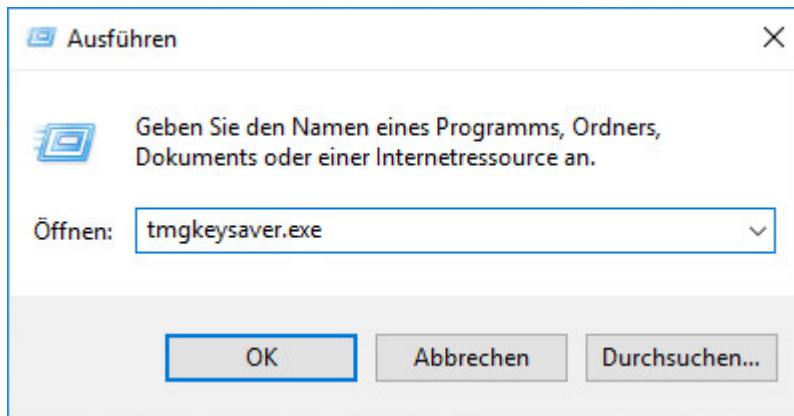 Ausführen
Geben Sie den Namen eines Programms, Ordners,
Dokuments oder einer Internetressource an.
Öffnen: tmgkeysaver.exe
OK Abbrechen Durchsuchen...